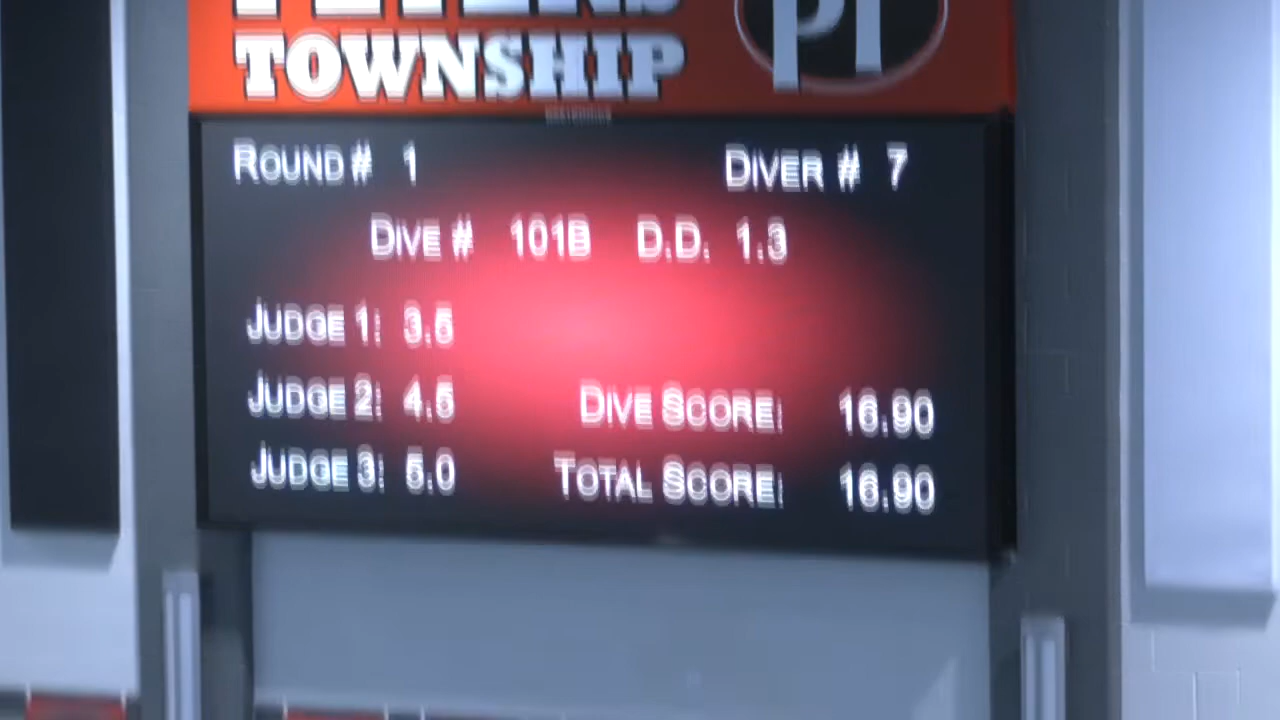 TOWNSHIP
PT
ROUND # 1 DIVER # 7
DIVE # 101B D.D. 1.3
JUDGE 1: 3.5
JUDGE 2: 4.5 DIVE SCORE: 16.90
JUDGE 3: 5.0 TOTAL SCORE: 16.90